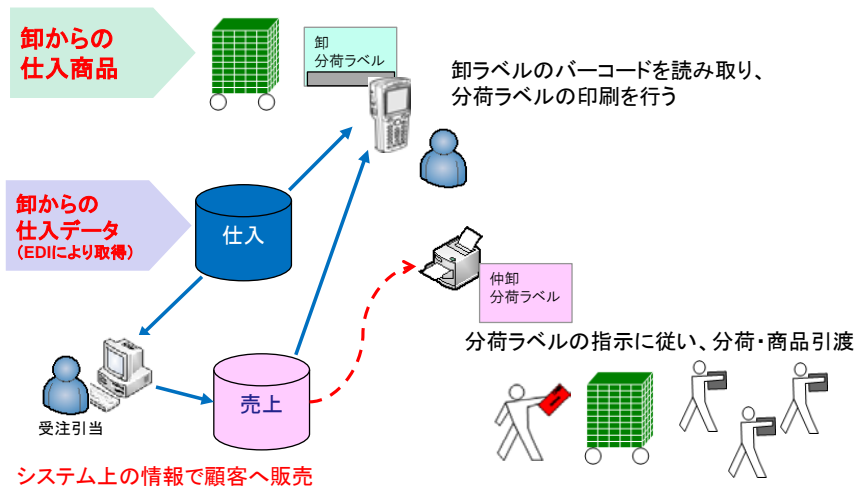 卸からの
仕入商品
卸
分荷ラベル
卸ラベルのバーコードを読み取り、
分荷ラベルの印刷を行う
卸からの
仕入データ
(EDIにより取得)
仕入
仲卸
分荷ラベル
分荷ラベルの指示に従い、分荷・商品引渡
受注引当
売上
システム上の情報で顧客へ販売